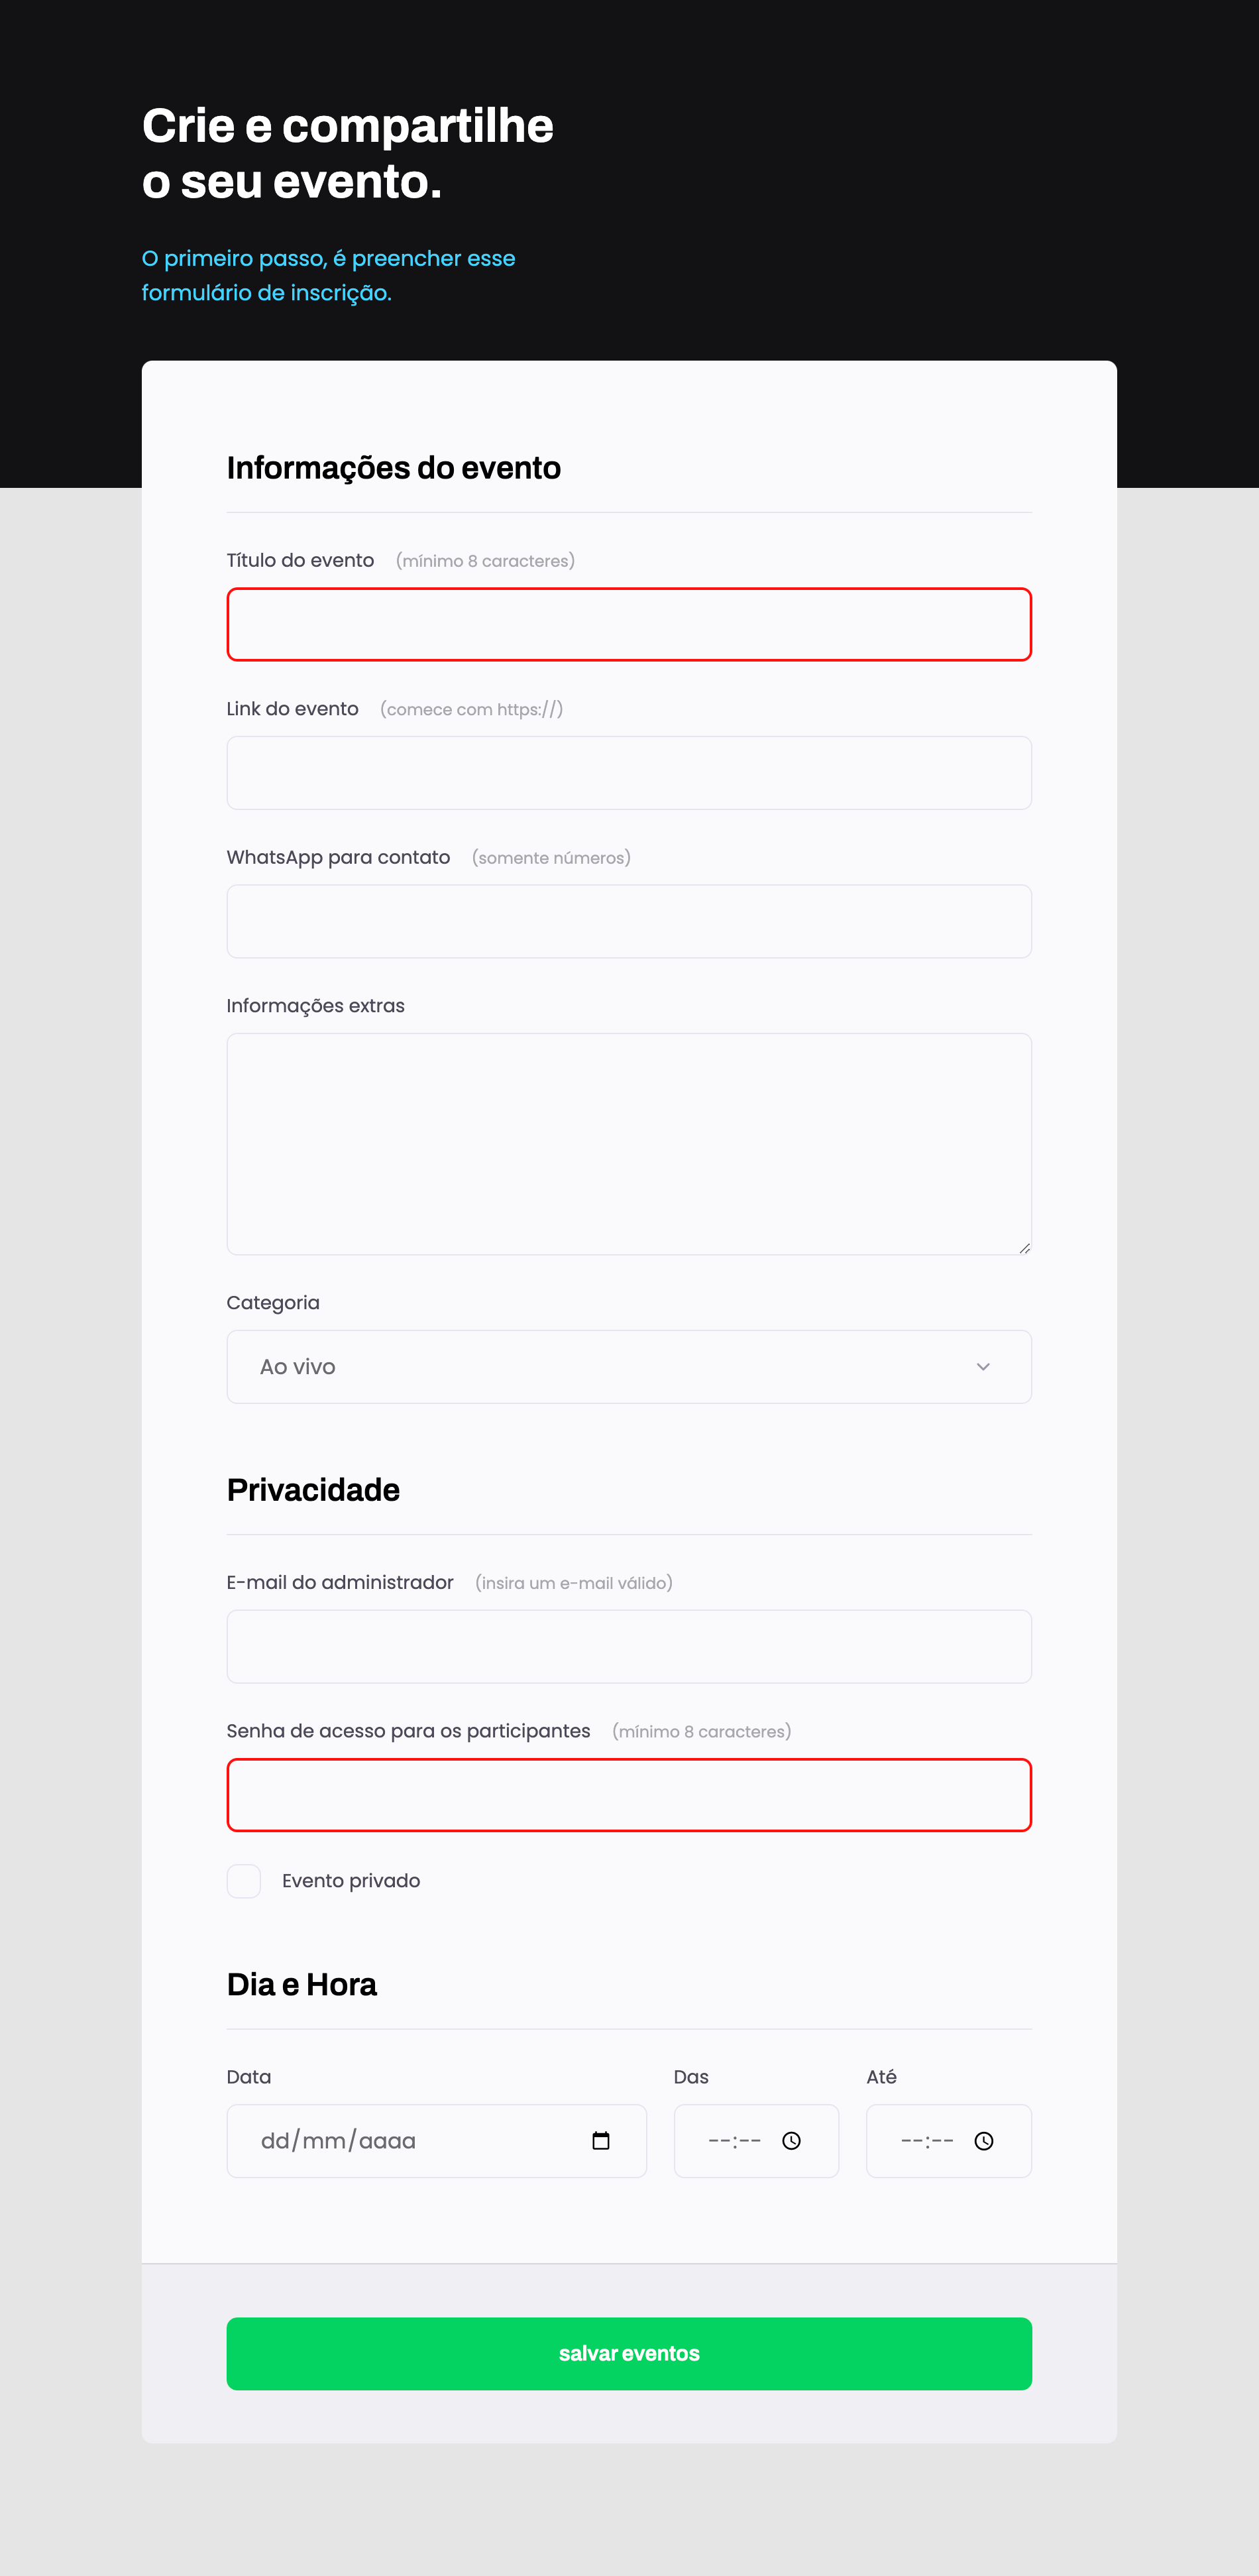 Crie e compartilhe
o seu evento.
O primeiro passo, é preencher esse
formulário de inscrição.
Informações do evento
Título do evento (mínimo 8 caracteres)
Link do evento (comece com https://)
WhatsApp para contato (somente números)
Informações extras
Categoria
Ao vivo
Privacidade
E-mail do administrador (insira um e-mail válido)
Senha de acesso para os participantes (mínimo 8 caracteres)
Evento privado
Dia e Hora
Data Das Até
dd/mm/aaaa --:-- --:--
salvar eventos